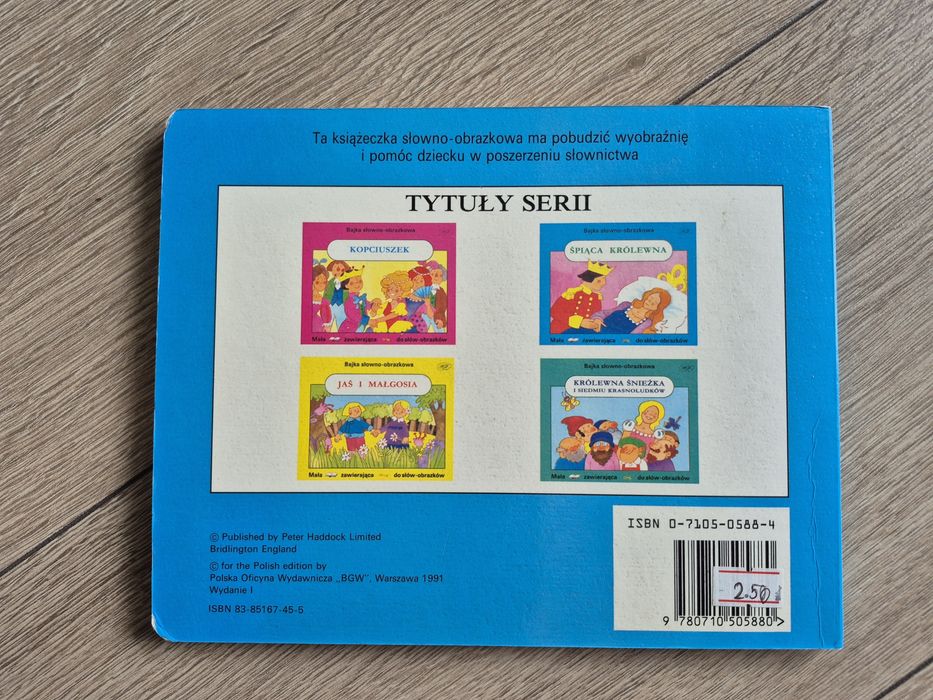 Ta książeczka słowno-obrazkowa ma pobudzić wyobraźnię
i pomóc dziecku w poszerzeniu słownictwa
TYTUŁY SERII
Bajka słowno-obrazkowa
KOPCIUSZEK
Mała zawierająca do słów-obrazków
Bajka słowno-obrazkowa
ŚPIĄCA KRÓLEWNA
Mała zawierająca do słów-obrazków
Bajka słowno-obrazkowa
JAŚ I MAŁGOSIA
Mała zawierająca do słów-obrazków
Bajka słowno-obrazkowa
KRÓLEWNA ŚNIEŻKA
I SIEDMIU KRASNOLUDKÓW
Mała zawierająca do słów-obrazków
© Published by Peter Haddock Limited
Bridlington England
© for the Polish edition by
Polska Oficyna Wydawnicza „BGW", Warszawa 1991
Wydanie I
ISBN 83-85167-45-5
ISBN 0-7105-0588-4
2.50
9 780710 505880 >